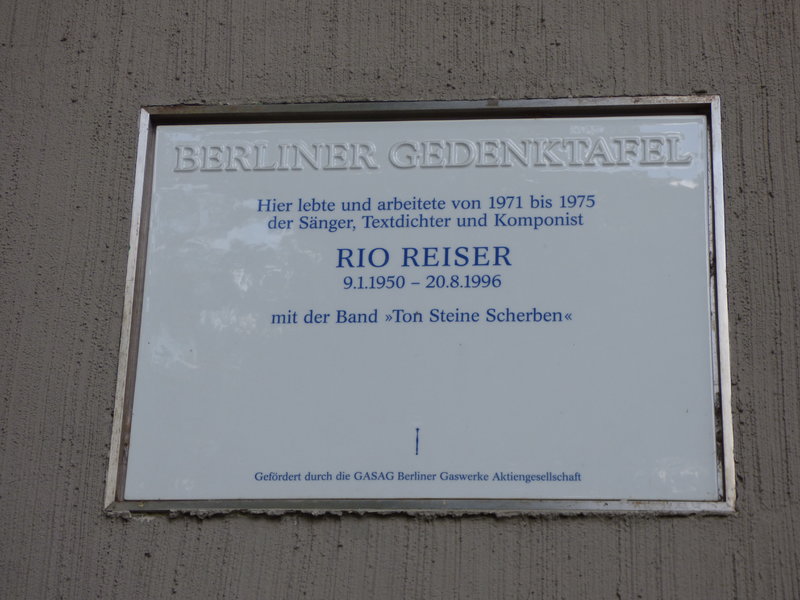 BERLINER GEDENKTAFEL
Hier lebte und arbeitete von 1971 bis 1975
der Sänger, Textdichter und Komponist
RIO REISER
9.1.1950 – 20.8.1996
mit der Band »Ton Steine Scherben«
Gefördert durch die GASAG Berliner Gaswerke Aktiengesellschaft